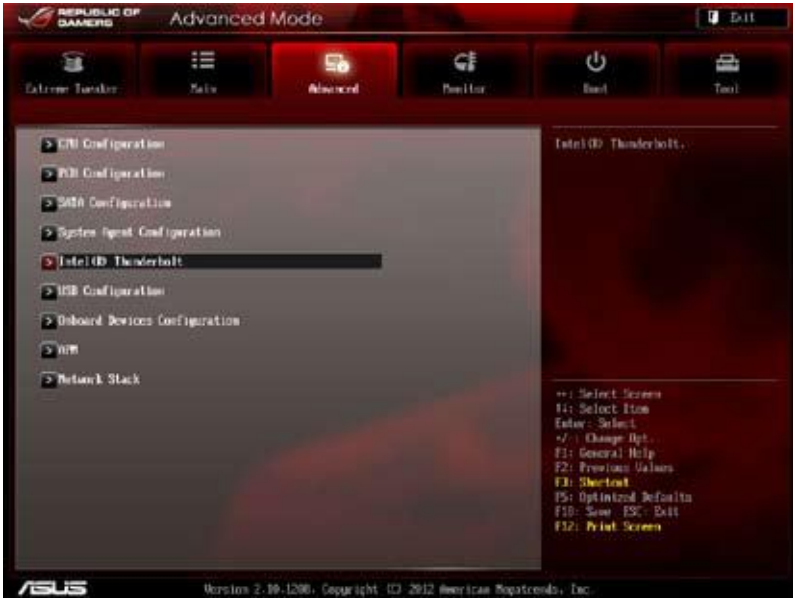 REPUBLIC OF GAMERS
Advanced Mode
Exit
Extreme Tweaker
Main
Advanced
Monitor
Boot
Tool
CPU Configuration
PCH Configuration
SATA Configuration
System Agent Configuration
Intel(R) Thunderbolt
USB Configuration
Onboard Devices Configuration
APM
Network Stack
Intel(R) Thunderbolt.
→←: Select Screen
↑↓: Select Item
Enter: Select
+/-: Change Opt.
F1: General Help
F2: Previous Values
F3: Shortcut
F5: Optimized Defaults
F10: Save ESC: Exit
F12: Print Screen
ASUS
Version 2.10.1208. Copyright (C) 2012 American Megatrends, Inc.